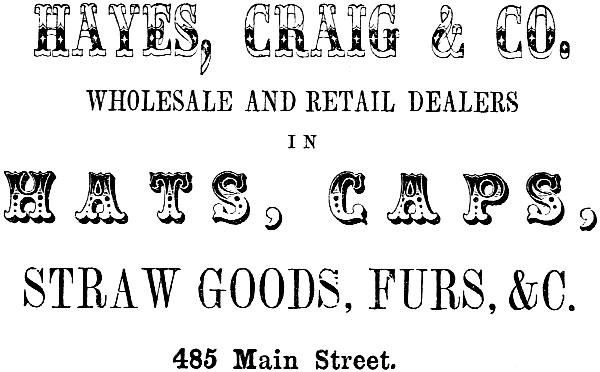 HAYES, CRAIG & CO.
WHOLESALE AND RETAIL DEALERS
IN
HATS, CAPS,
STRAW GOODS, FURS, &C.
485 Main Street.